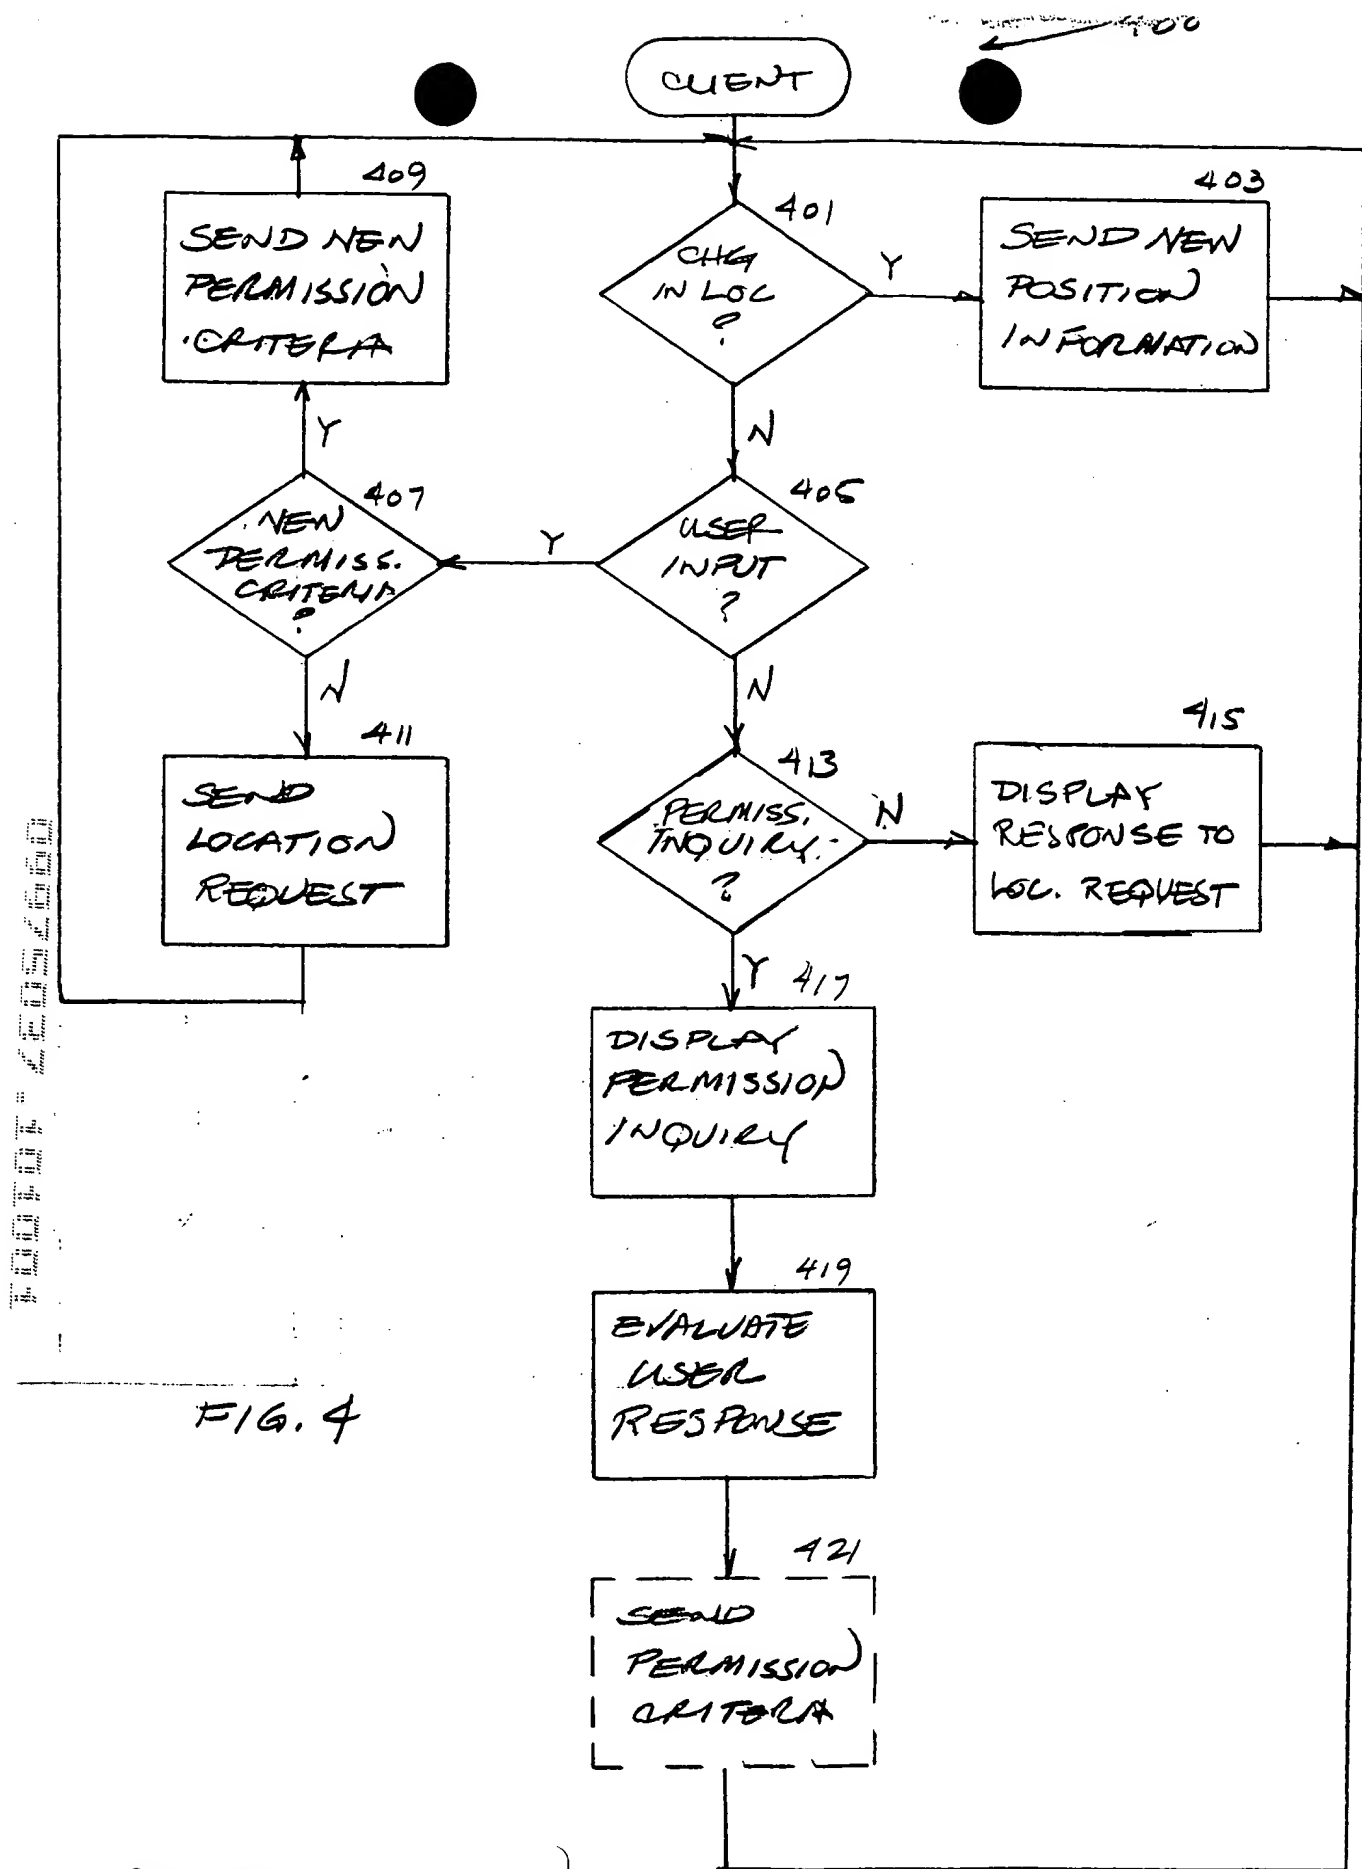 400
CLIENT
409
SEND NEW
PERMISSION
CRITERIA
401
CHG
IN LOC
?
Y
403
SEND NEW
POSITION
INFORMATION
N
Y
407
NEW
PERMISS.
CRITERIA
?
Y
405
USER
INPUT
?
N
N
411
SEND
LOCATION
REQUEST
413
PERMISS.
INQUIRY
?
N
415
DISPLAY
RESPONSE TO
LOC. REQUEST
Y
417
DISPLAY
PERMISSION
INQUIRY
419
EVALUATE
USER
RESPONSE
FIG. 4
421
SEND
PERMISSION
CRITERA